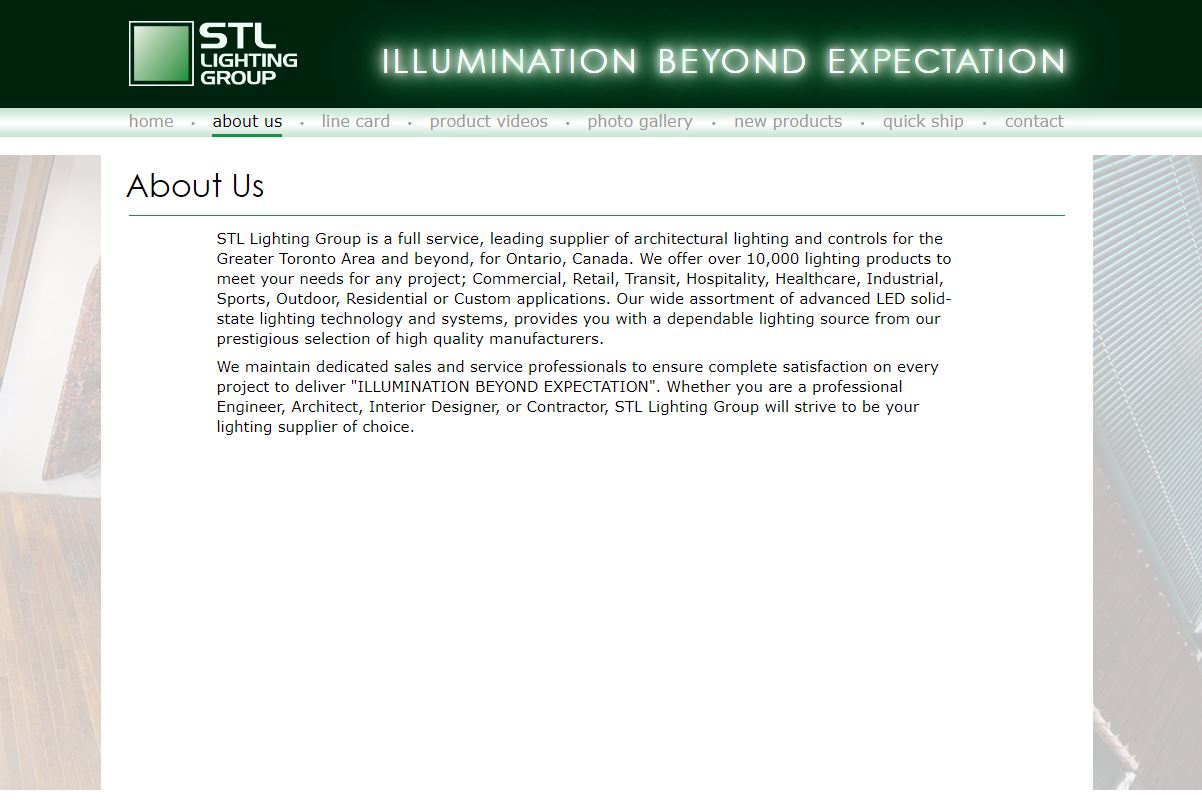 STL
LIGHTING
GROUP
ILLUMINATION BEYOND EXPECTATION
home • about us • line card • product videos • photo gallery • new products • quick ship • contact
About Us
STL Lighting Group is a full service, leading supplier of architectural lighting and controls for the
Greater Toronto Area and beyond, for Ontario, Canada. We offer over 10,000 lighting products to
meet your needs for any project; Commercial, Retail, Transit, Hospitality, Healthcare, Industrial,
Sports, Outdoor, Residential or Custom applications. Our wide assortment of advanced LED solid-
state lighting technology and systems, provides you with a dependable lighting source from our
prestigious selection of high quality manufacturers.
We maintain dedicated sales and service professionals to ensure complete satisfaction on every
project to deliver "ILLUMINATION BEYOND EXPECTATION". Whether you are a professional
Engineer, Architect, Interior Designer, or Contractor, STL Lighting Group will strive to be your
lighting supplier of choice.